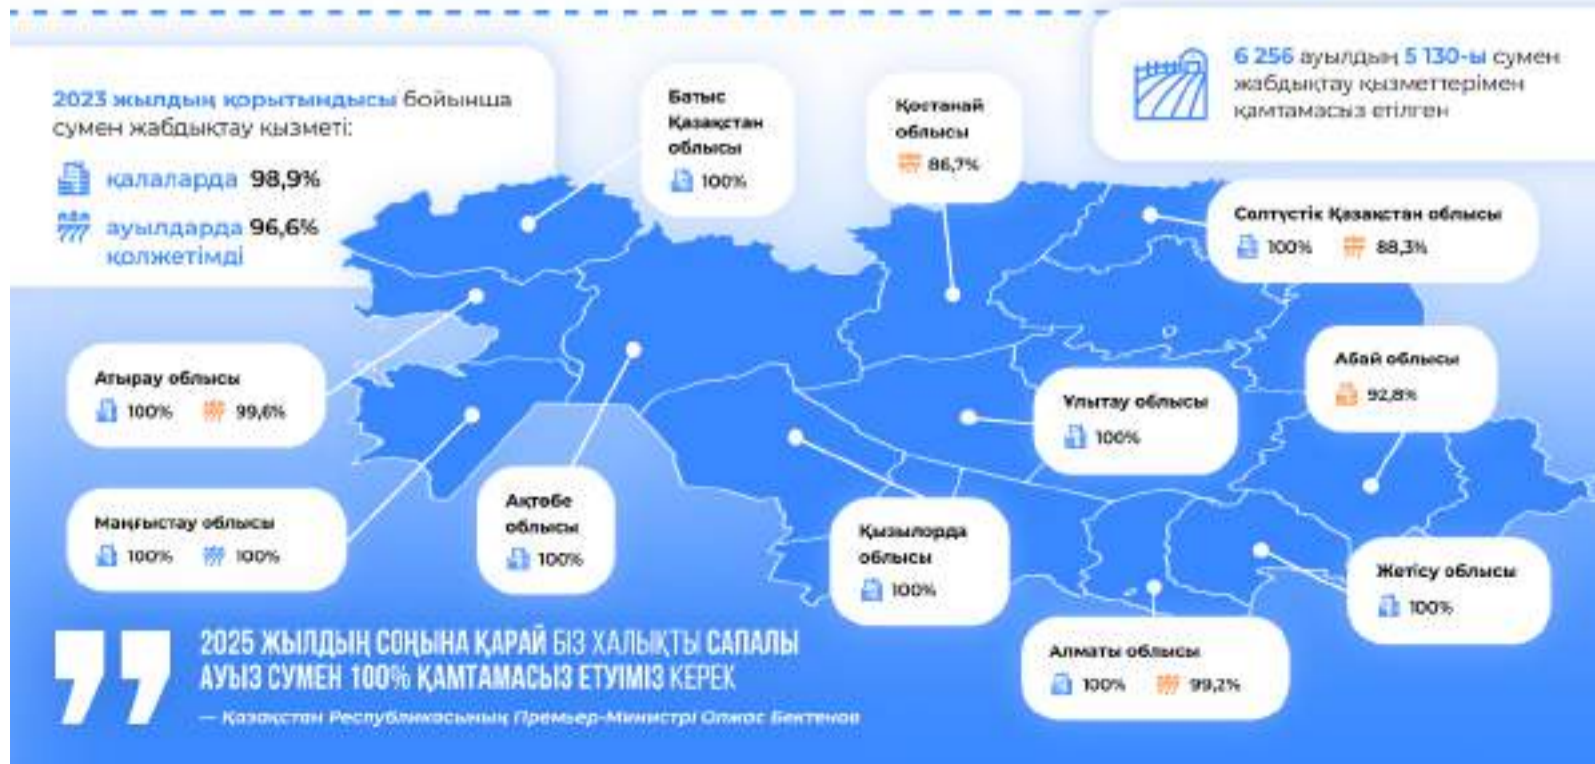 2023 жылдың қорытындысы бойынша
сумен жабдықтау қызметі:
қалаларда 98,9%
ауылдарда 96,6%
қолжетімді
6 256 ауылдың 5 130-ы сумен
жабдықтау қызметтерімен
қамтамасыз етілген
Батыс
Қазақстан
облысы
100%
Қостанай
облысы
86,7%
Солтүстік Қазақстан облысы
100% 88,3%
Атырау облысы
100% 99,6%
Абай облысы
92,8%
Ұлытау облысы
100%
Маңғыстау облысы
100% 100%
Ақтөбе
облысы
100%
Қызылорда
облысы
100%
Жетісу облысы
100%
Алматы облысы
100% 99,2%
2025 ЖЫЛДЫҢ СОҢЫНА ҚАРАЙ БІЗ ХАЛЫҚТЫ САПАЛЫ
АУЫЗ СУМЕН 100% ҚАМТАМАСЫЗ ЕТУІМІЗ КЕРЕК
— Қазақстан Республикасының Премьер-Министрі Олжас Бектенов